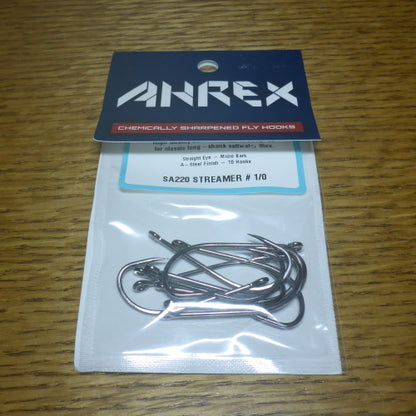 AHREX
CHEMICALLY SHARPENED FLY HOOKS
for classic long - shank saltwater flies.
Straight Eye - Micro Barb
A-Steel Finish - 10 Hooks
SA220 STREAMER # 1/0